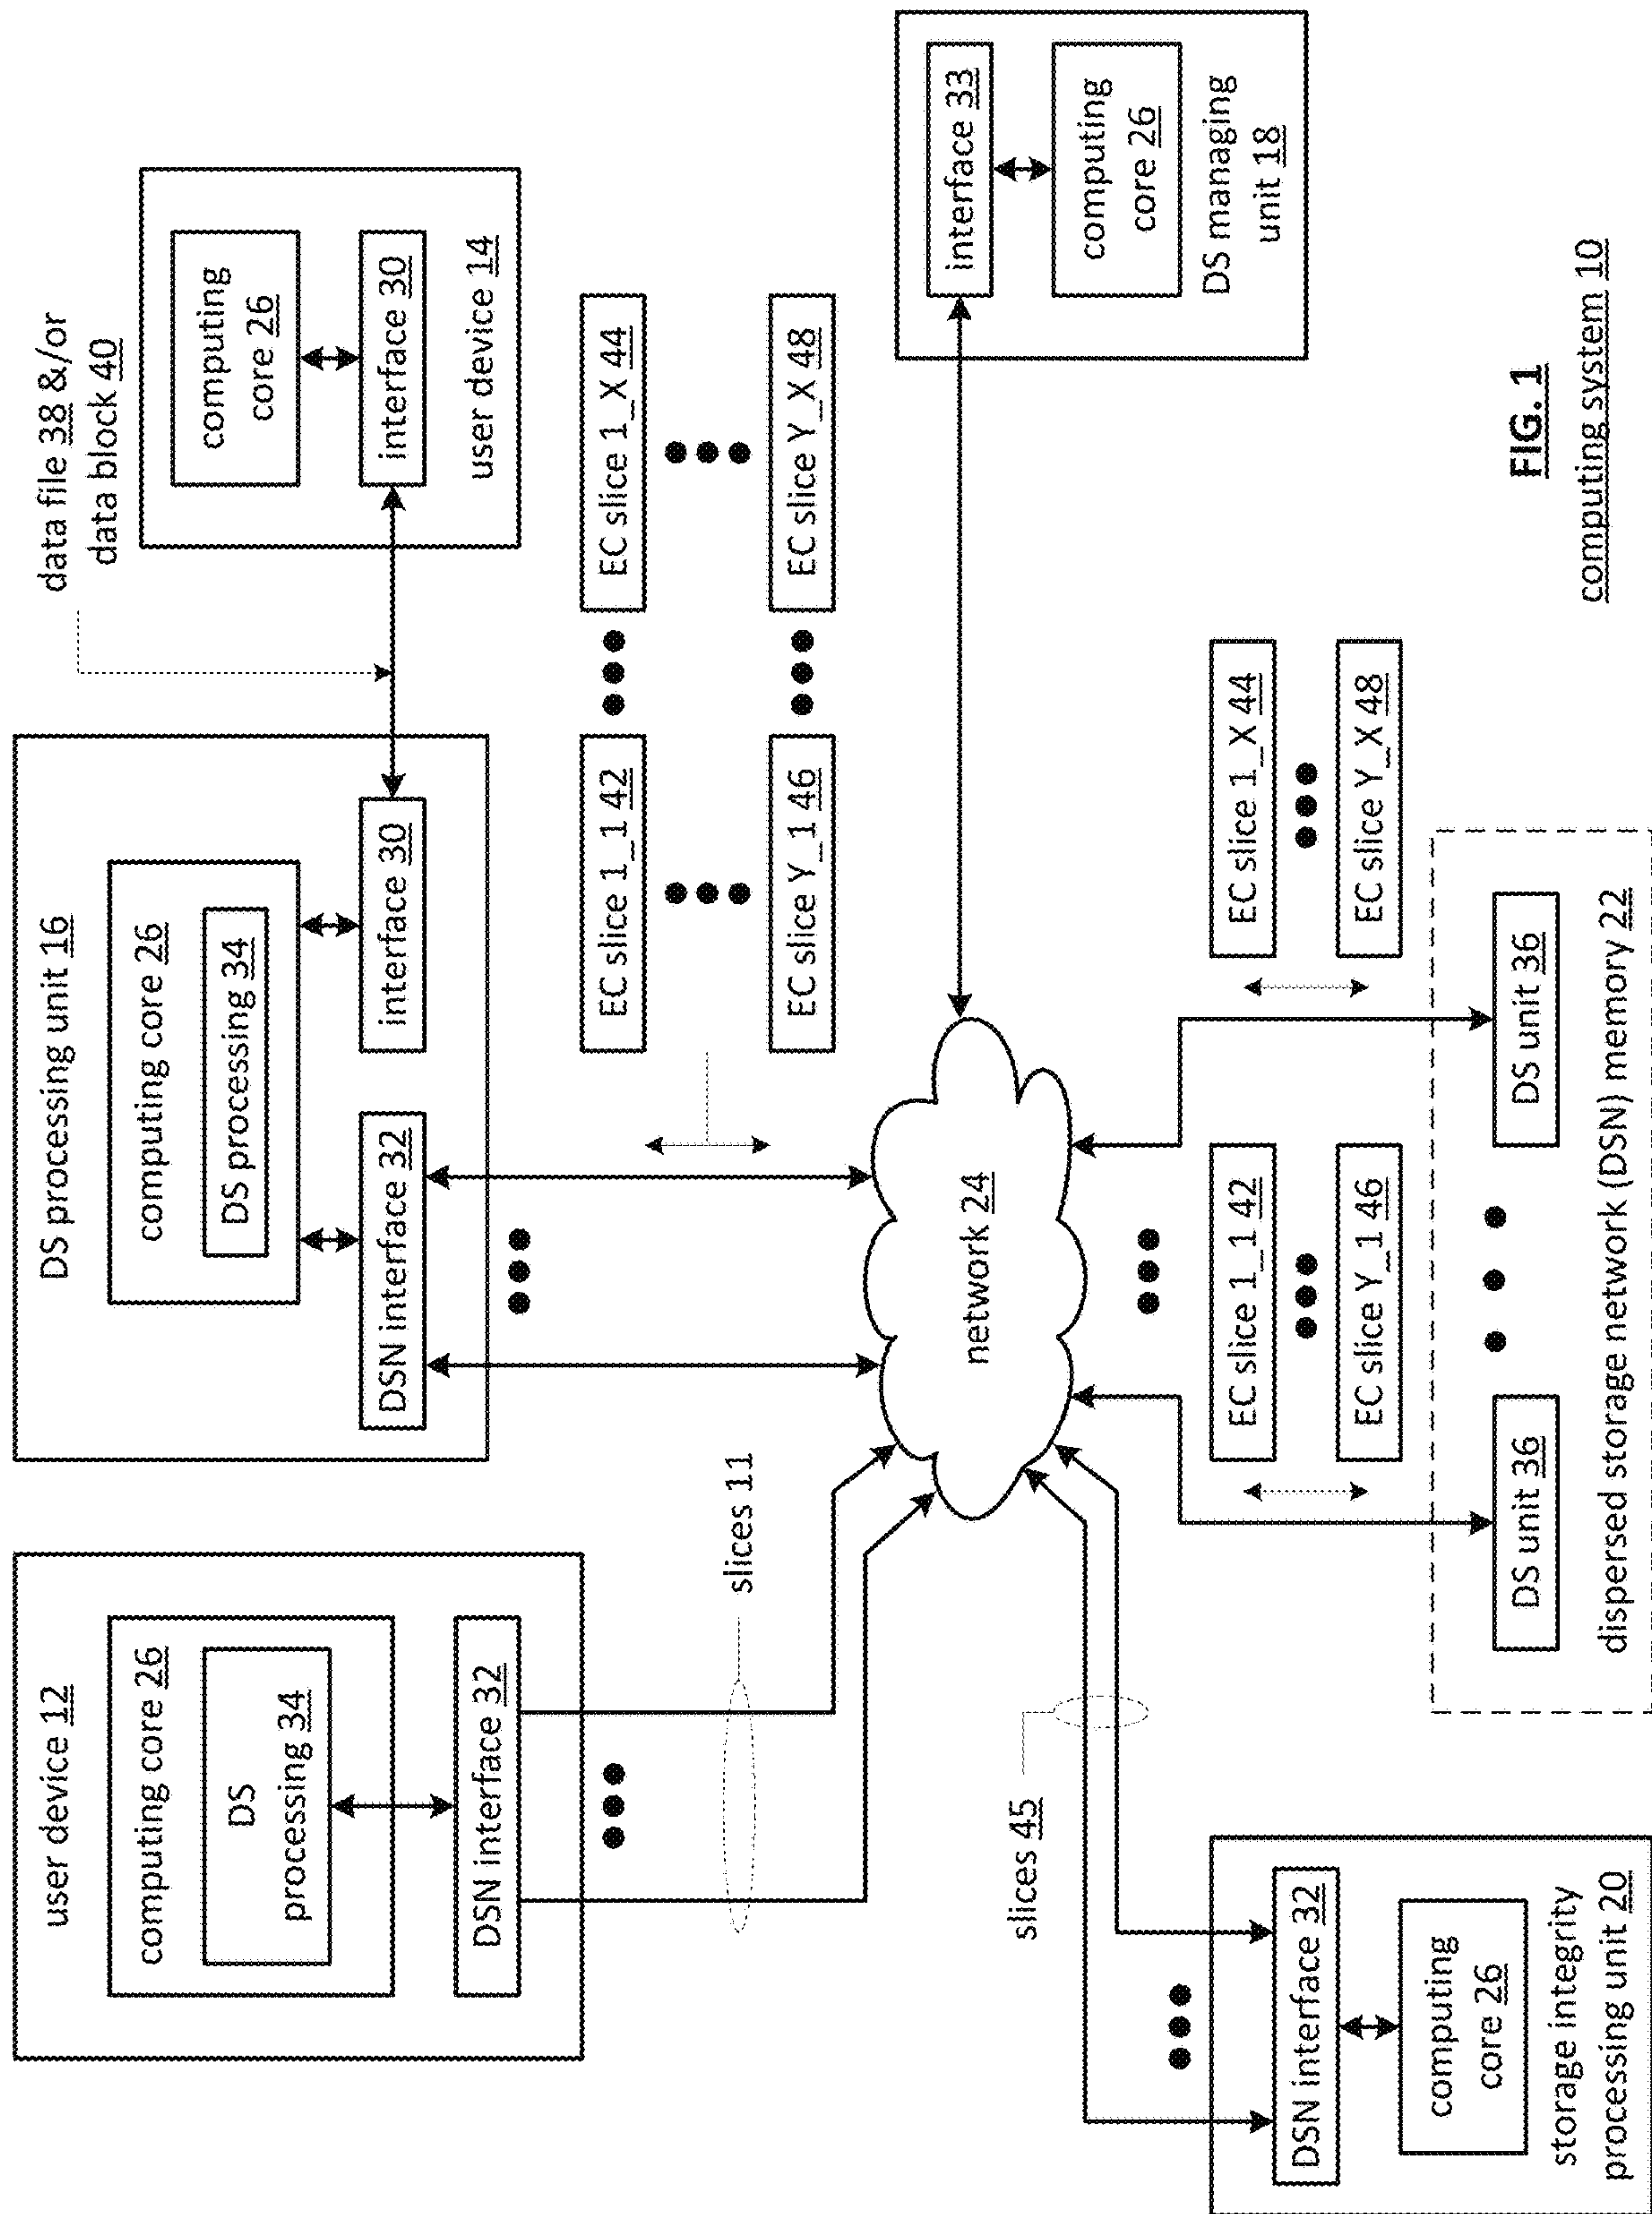 user device 12
computing core 26
DS
processing 34
DSN interface 32
slices 11
DS processing unit 16
computing core 26
DS processing 34
DSN interface 32
interface 30
data file 38 &/or
data block 40
computing
core 26
interface 30
user device 14
EC slice 1_1 42
EC slice 1_X 44
EC slice Y_1 46
EC slice Y_X 48
network 24
interface 33
computing
core 26
DS managing
unit 18
slices 45
DSN interface 32
computing
core 26
storage integrity
processing unit 20
EC slice 1_1 42
EC slice Y_1 46
EC slice 1_X 44
EC slice Y_X 48
DS unit 36
DS unit 36
dispersed storage network (DSN) memory 22
FIG. 1
computing system 10